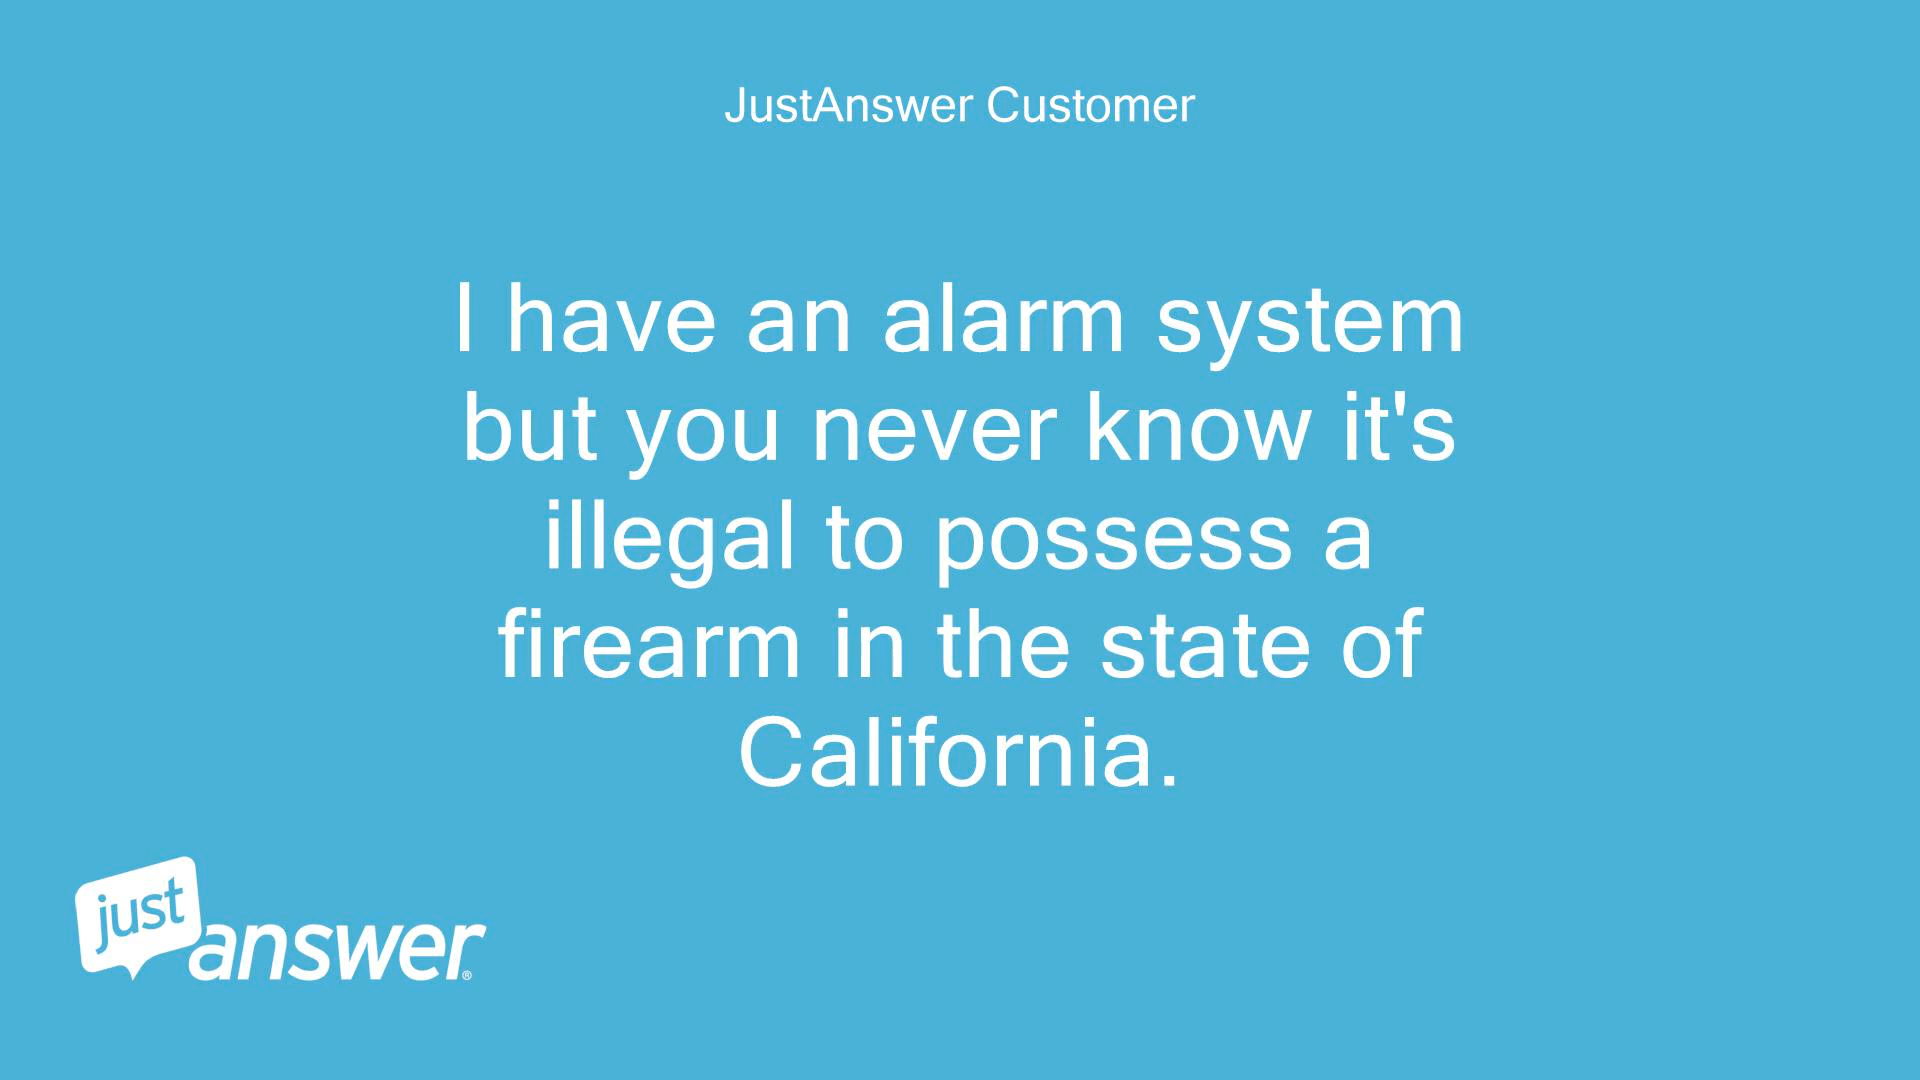 JustAnswer Customer
I have an alarm system
but you never know it's
illegal to possess a
firearm in the state of
California.
just
answer®